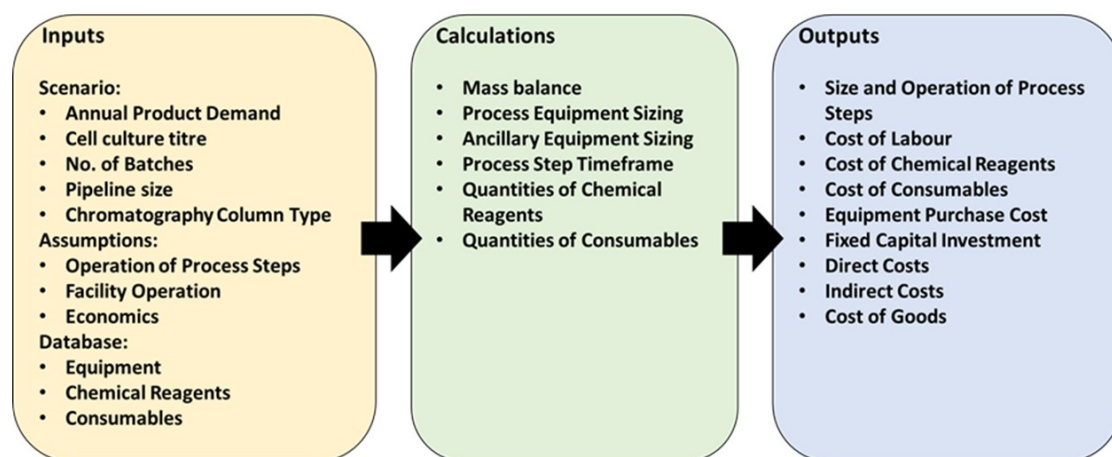 Inputs
Scenario:
• Annual Product Demand
• Cell culture titre
• No. of Batches
• Pipeline size
• Chromatography Column Type
Assumptions:
• Operation of Process Steps
• Facility Operation
• Economics
Database:
• Equipment
• Chemical Reagents
• Consumables
Calculations
• Mass balance
• Process Equipment Sizing
• Ancillary Equipment Sizing
• Process Step Timeframe
• Quantities of Chemical
Reagents
• Quantities of Consumables
Outputs
• Size and Operation of Process
Steps
• Cost of Labour
• Cost of Chemical Reagents
• Cost of Consumables
• Equipment Purchase Cost
• Fixed Capital Investment
• Direct Costs
• Indirect Costs
• Cost of Goods